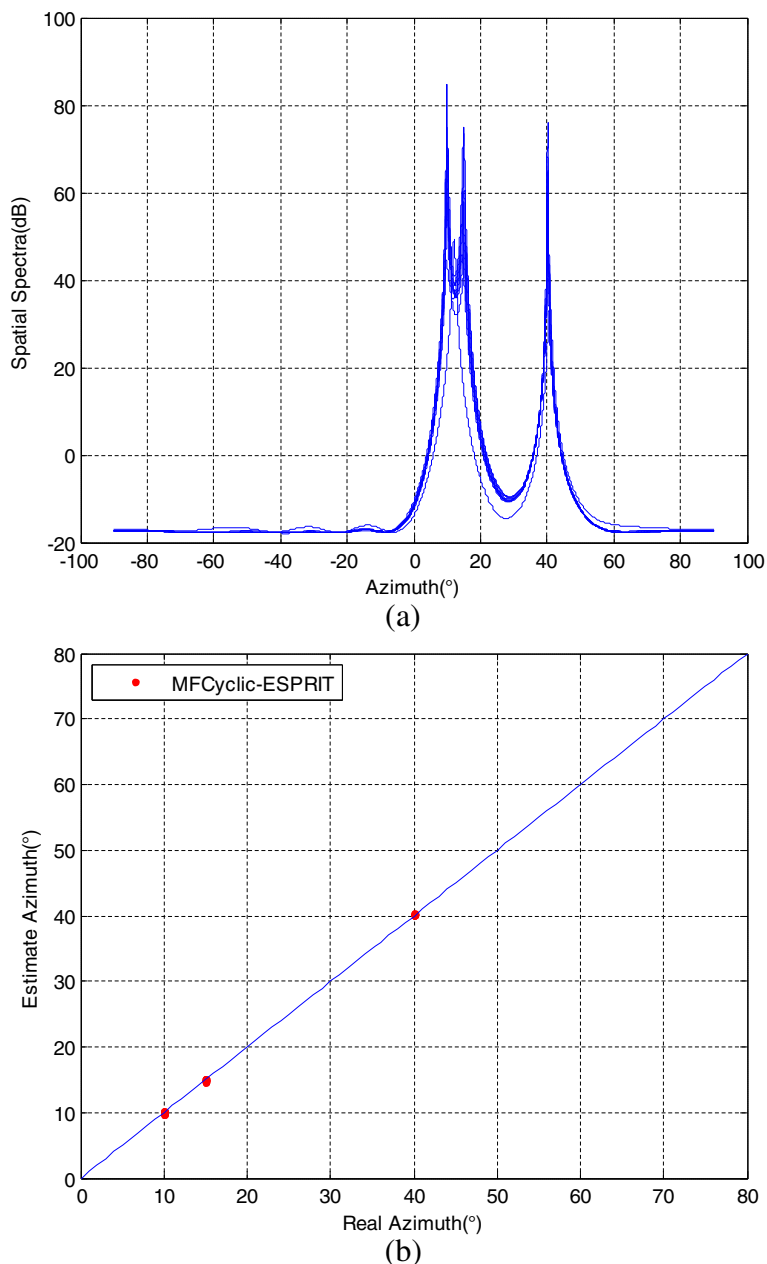 100
80
60
40
20
0
-20
Spatial Spectra(dB)
-100 -80 -60 -40 -20 0 20 40 60 80 100
Azimuth(°)
(a)
80
70
60
50
40
30
20
10
0
MFCyclic-ESPRIT
Estimate Azimuth(°)
0 10 20 30 40 50 60 70 80
Real Azimuth(°)
(b)